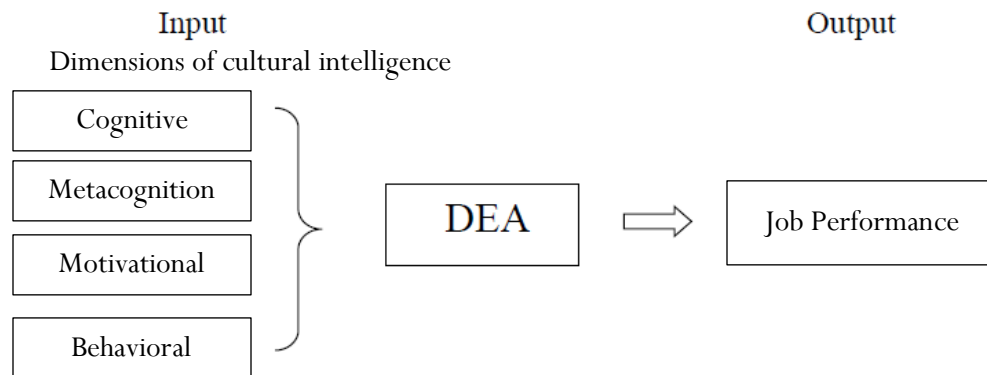 Input
Output
Dimensions of cultural intelligence
Cognitive
Metacognition
Motivational
Behavioral
DEA
Job Performance